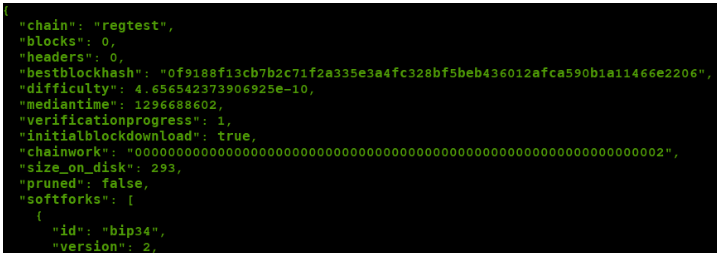 {
"chain": "regtest",
"blocks": 0,
"headers": 0,
"bestblockhash": "0f9188f13cb7b2c71f2a335e3a4fc328bf5beb436012afca590b1a11466e2206",
"difficulty": 4.656542373906925e-10,
"mediantime": 1296688602,
"verificationprogress": 1,
"initialblockdownload": true,
"chainwork": "0000000000000000000000000000000000000000000000000000000000000002",
"size_on_disk": 293,
"pruned": false,
"softforks": [
{
"id": "bip34",
"version": 2,